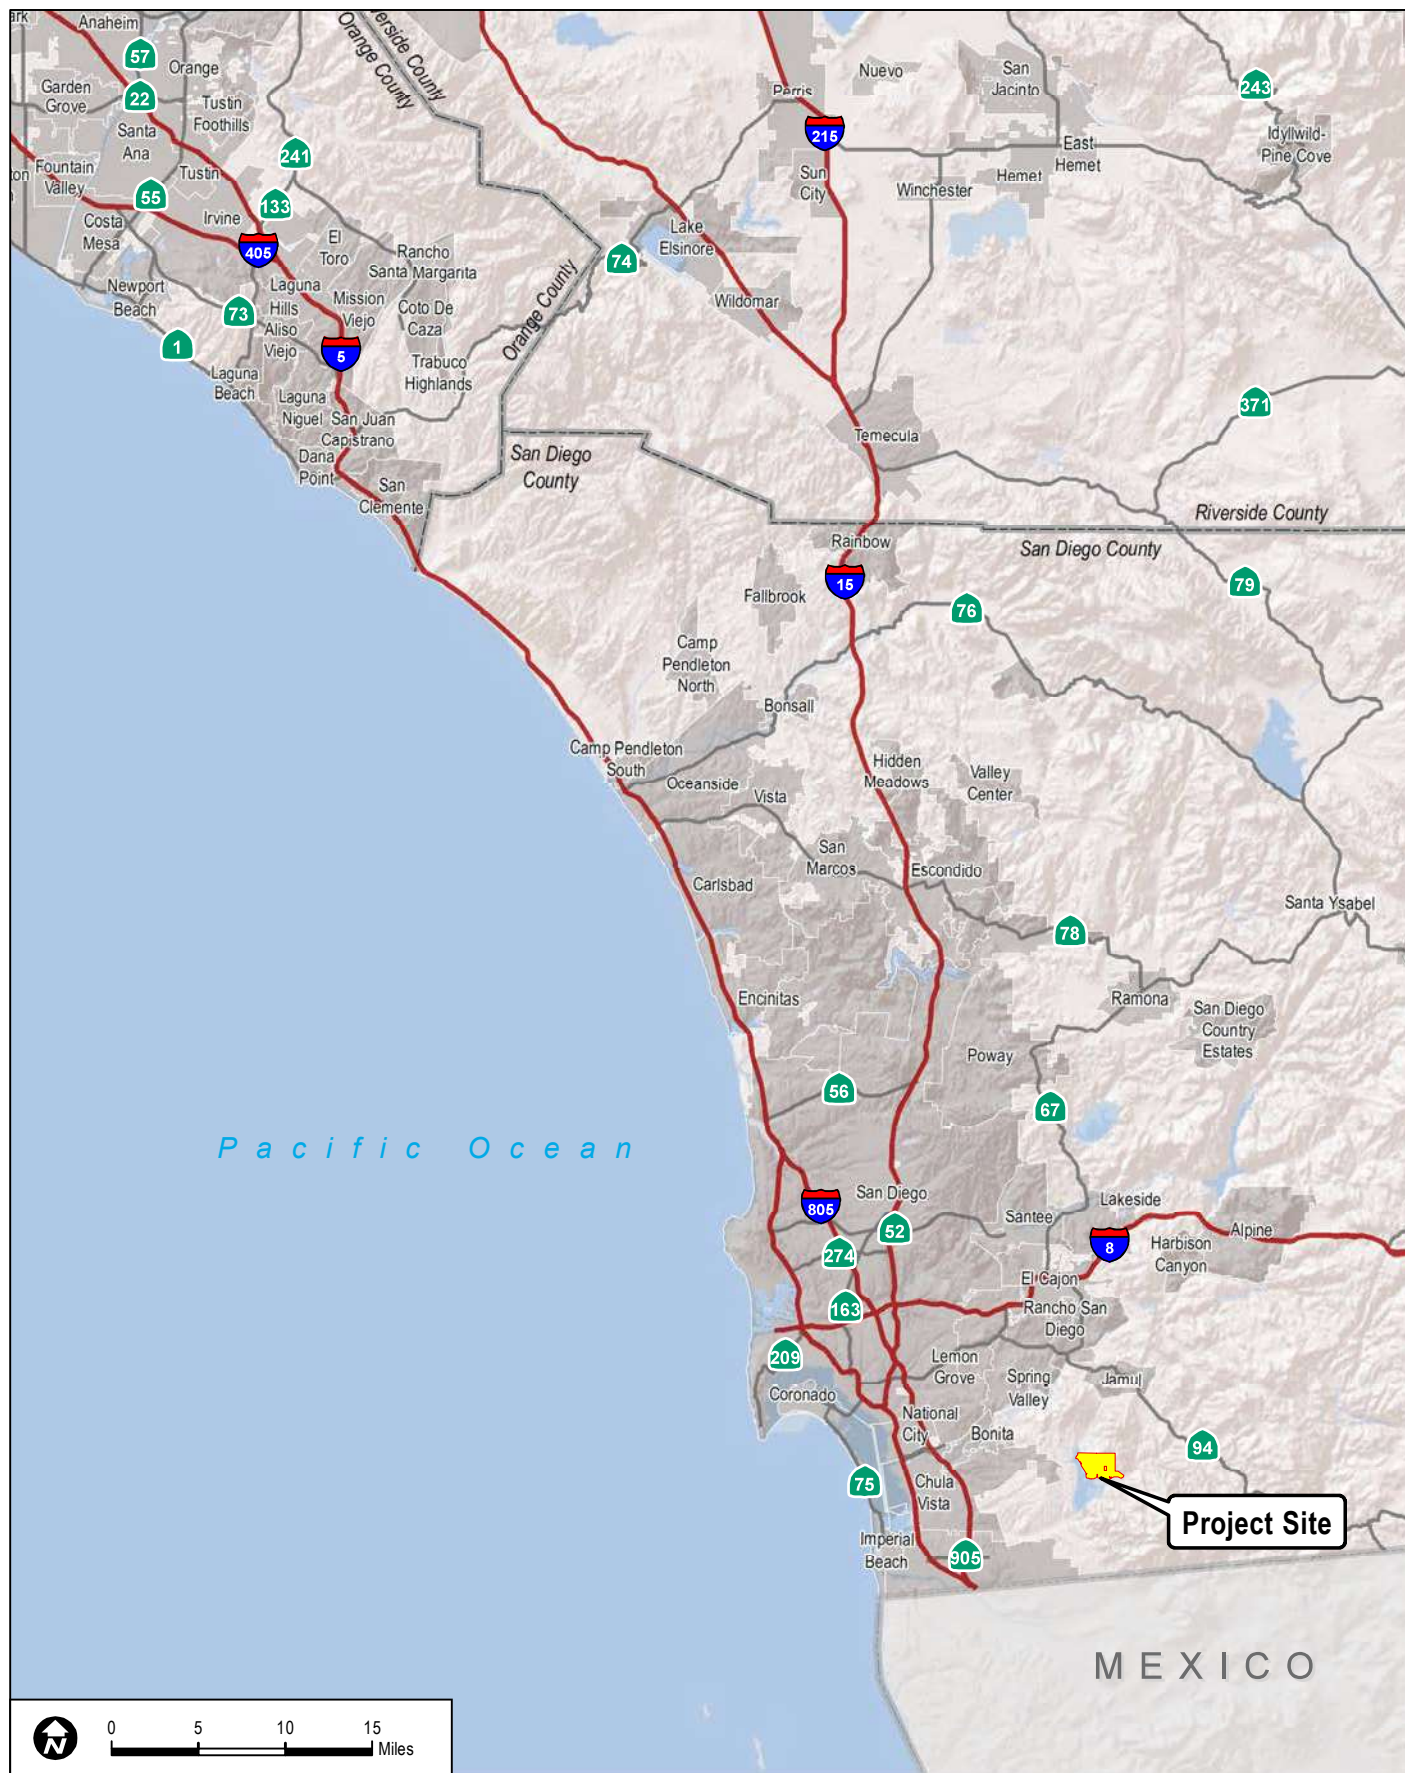 Anaheim
57
Orange
Garden
Grove
22
Tustin
Foothills
Santa
Ana
241
Fountain
Valley
Tustin
55
133
Irvine
Costa
Mesa
405
El
Toro
Rancho
Santa Margarita
Newport
Beach
Laguna
Hills
Mission
Viejo
73
Aliso
Viejo
Coto De
Caza
1
5
Trabuco
Highlands
Laguna
Beach
Laguna
Niguel
San Juan
Capistrano
Dana
Point
San
Clemente
Orange County
Orange County
74
Lake
Elsinore
Wildomar
Perris
Nuevo
San
Jacinto
243
215
Sun
City
Winchester
Hemet
East
Hemet
Idyllwild-
Pine Cove
371
Temecula
San Diego
County
Riverside County
San Diego County
Rainbow
15
Fallbrook
76
79
Camp
Pendleton
North
Bonsall
Camp Pendleton
South
Oceanside
Vista
Hidden
Meadows
Valley
Center
San
Marcos
Escondido
Carlsbad
Santa Ysabel
78
Encinitas
Ramona
San Diego
Country
Estates
Poway
56
67
Pacific Ocean
805
San Diego
52
Santee
Lakeside
8
Harbison
Canyon
Alpine
274
El Cajon
163
Rancho San
Diego
209
Lemon
Grove
Spring
Valley
Jamul
Coronado
National
City
Bonita
94
75
Chula
Vista
Project Site
Imperial
Beach
905
MEXICO
N
0 5 10 15
Miles